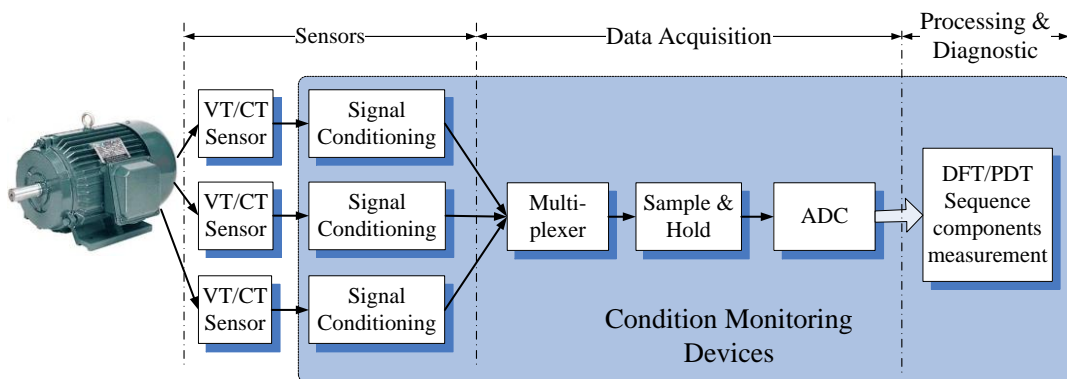 Sensors
Data Acquisition
Processing &
Diagnostic
VT/CT
Sensor
Signal
Conditioning
VT/CT
Sensor
Signal
Conditioning
VT/CT
Sensor
Signal
Conditioning
Multi-
plexer
Sample &
Hold
ADC
DFT/PDT
Sequence
components
measurement
Condition Monitoring
Devices